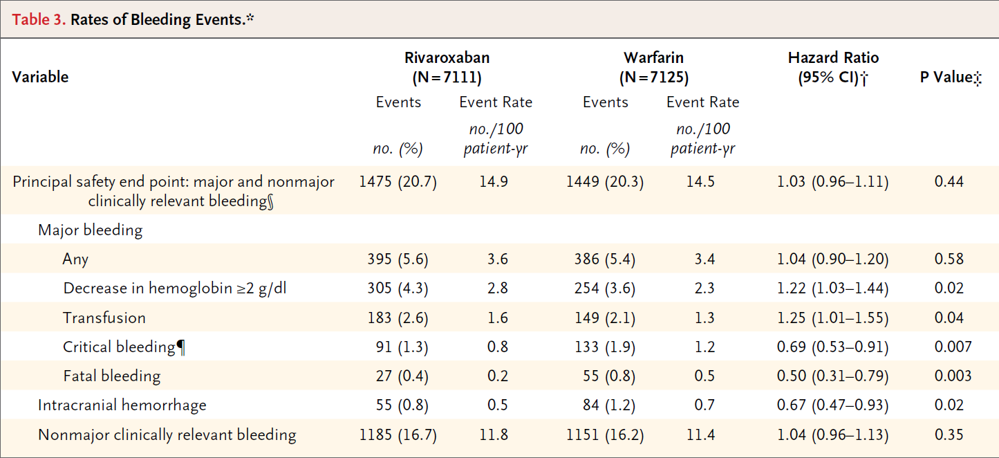 Table 3. Rates of Bleeding Events.*
Variable Rivaroxaban (N=7111) Warfarin (N=7125) Hazard Ratio (95% CI)† P Value‡
Events Event Rate Events Event Rate
no. (%) no./100 patient-yr no. (%) no./100 patient-yr
Principal safety end point: major and nonmajor clinically relevant bleeding§ 1475 (20.7) 14.9 1449 (20.3) 14.5 1.03 (0.96–1.11) 0.44
Major bleeding
Any 395 (5.6) 3.6 386 (5.4) 3.4 1.04 (0.90–1.20) 0.58
Decrease in hemoglobin ≥2 g/dl 305 (4.3) 2.8 254 (3.6) 2.3 1.22 (1.03–1.44) 0.02
Transfusion 183 (2.6) 1.6 149 (2.1) 1.3 1.25 (1.01–1.55) 0.04
Critical bleeding¶ 91 (1.3) 0.8 133 (1.9) 1.2 0.69 (0.53–0.91) 0.007
Fatal bleeding 27 (0.4) 0.2 55 (0.8) 0.5 0.50 (0.31–0.79) 0.003
Intracranial hemorrhage 55 (0.8) 0.5 84 (1.2) 0.7 0.67 (0.47–0.93) 0.02
Nonmajor clinically relevant bleeding 1185 (16.7) 11.8 1151 (16.2) 11.4 1.04 (0.96–1.13) 0.35